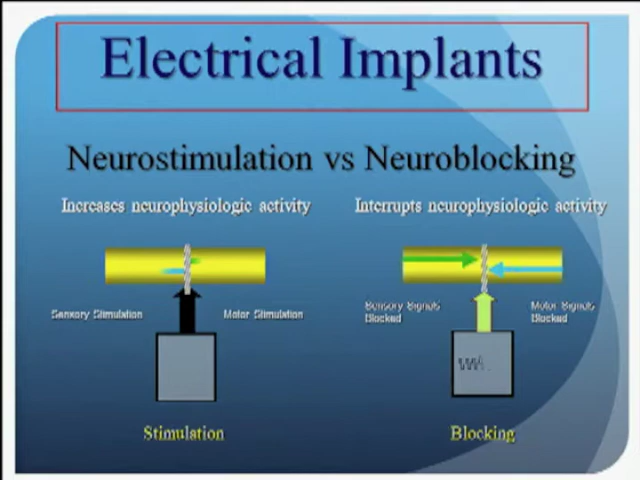 Electrical Implants
Neurostimulation vs Neuroblocking
Increases neurophysiologic activity
Interrupts neurophysiologic activity
Sensory Stimulation
Motor Stimulation
Sensory Signals
Blocked
Motor Signals
Blocked
Stimulation
Blocking